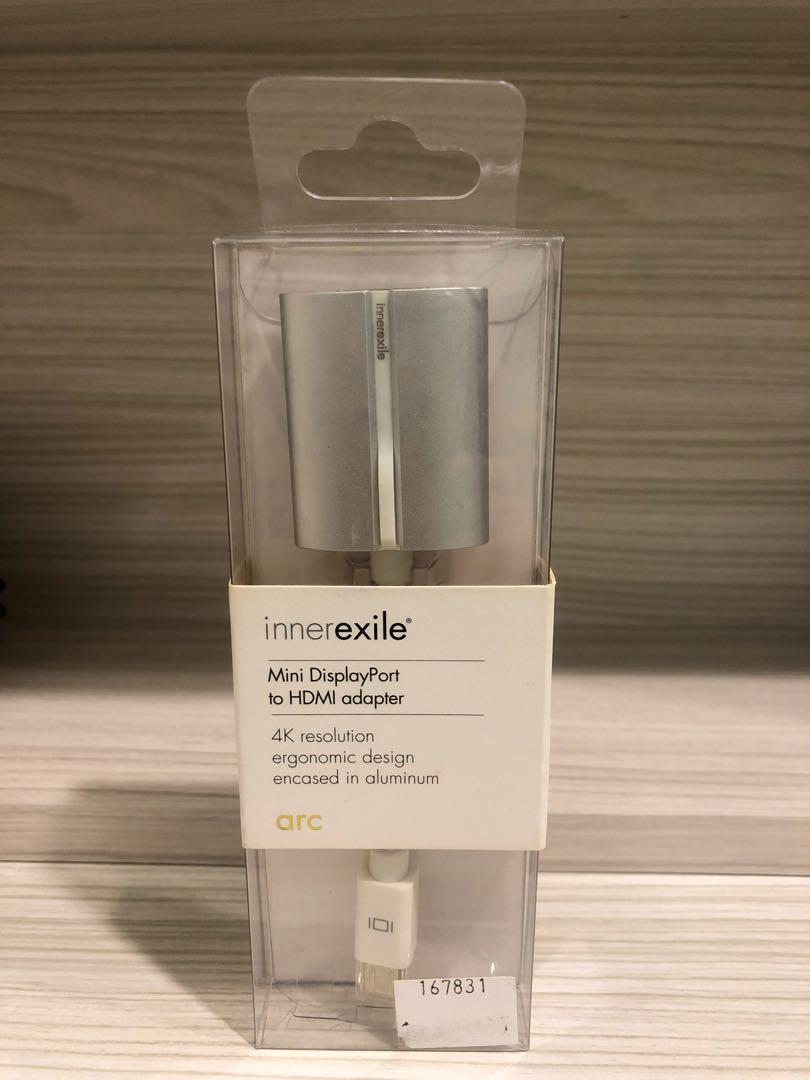 innerexile
innerexile®
Mini DisplayPort
to HDMI adapter
4K resolution
ergonomic design
encased in aluminum
arc
167831